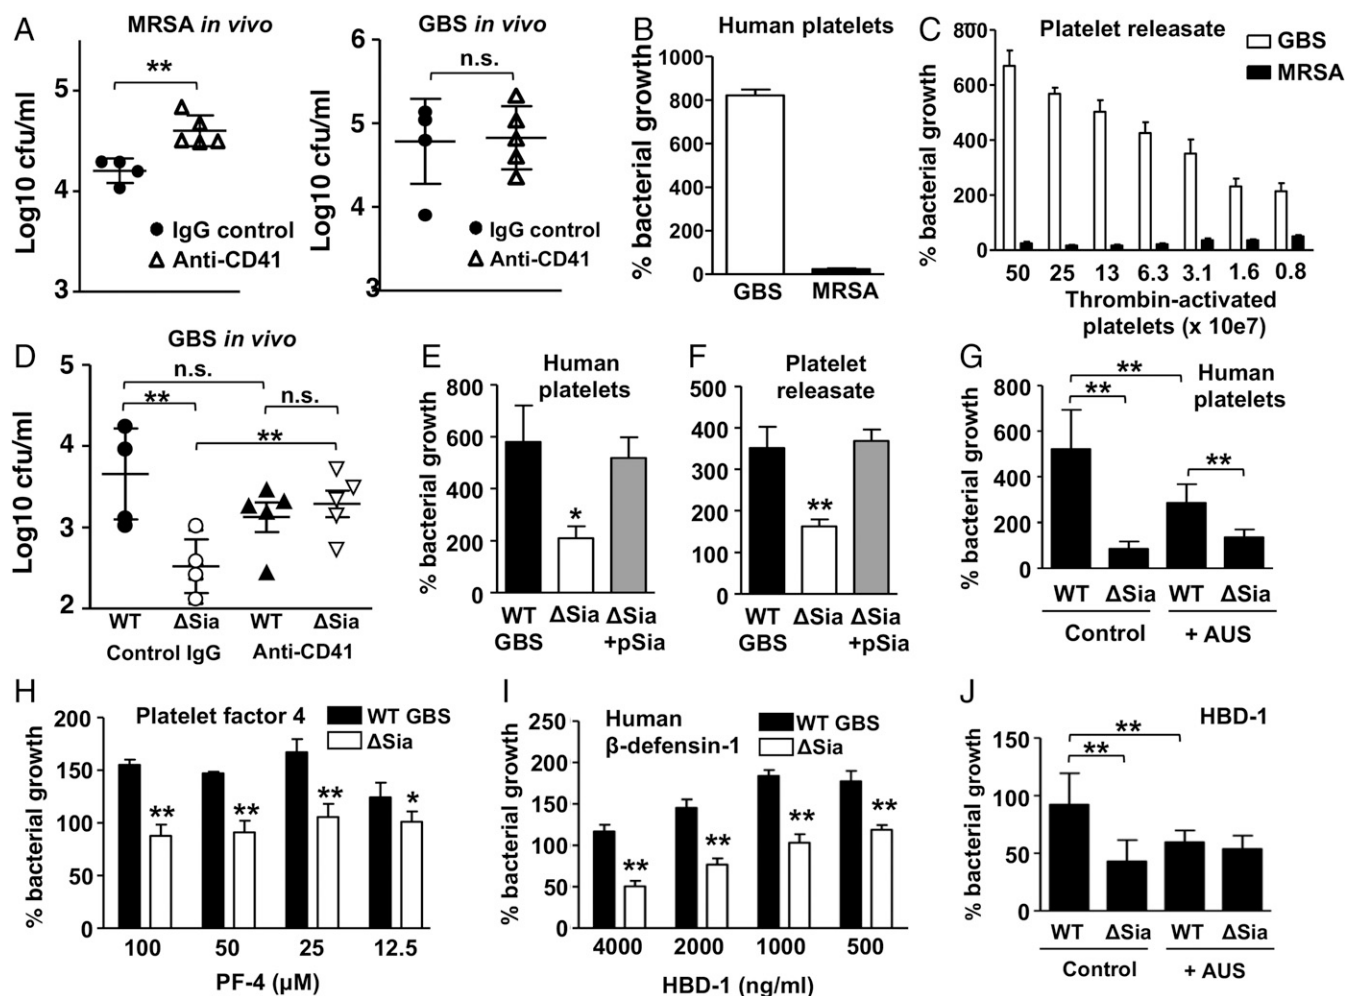 A
MRSA in vivo
Log10 cfu/ml
5
4
3
**
IgG control
Anti-CD41
GBS in vivo
Log10 cfu/ml
6
5
4
3
n.s.
IgG control
Anti-CD41
B
Human platelets
% bacterial growth
1000
800
600
400
200
0
GBS MRSA
C
Platelet releasate
GBS
MRSA
% bacterial growth
800
600
400
200
0
50 25 13 6.3 3.1 1.6 0.8
Thrombin-activated
platelets (x 10e7)
D
GBS in vivo
Log10 cfu/ml
5
4
3
2
n.s.
** n.s.
**
WT ΔSia WT ΔSia
Control IgG Anti-CD41
E
Human
platelets
% bacterial growth
800
600
400
200
0
*
WT ΔSia ΔSia
GBS +pSia
F
Platelet
releasate
% bacterial growth
500
400
300
200
100
0
**
WT ΔSia ΔSia
GBS +pSia
G
Human
platelets
% bacterial growth
800
600
400
200
0
**
**
**
WT ΔSia WT ΔSia
Control + AUS
H
Platelet factor 4
WT GBS
ΔSia
% bacterial growth
200
150
100
50
0
** ** ** *
100 50 25 12.5
PF-4 (µM)
I
Human
β-defensin-1
WT GBS
ΔSia
% bacterial growth
250
200
150
100
50
0
** ** ** **
4000 2000 1000 500
HBD-1 (ng/ml)
J
HBD-1
% bacterial growth
150
100
50
0
**
**
WT ΔSia WT ΔSia
Control + AUS